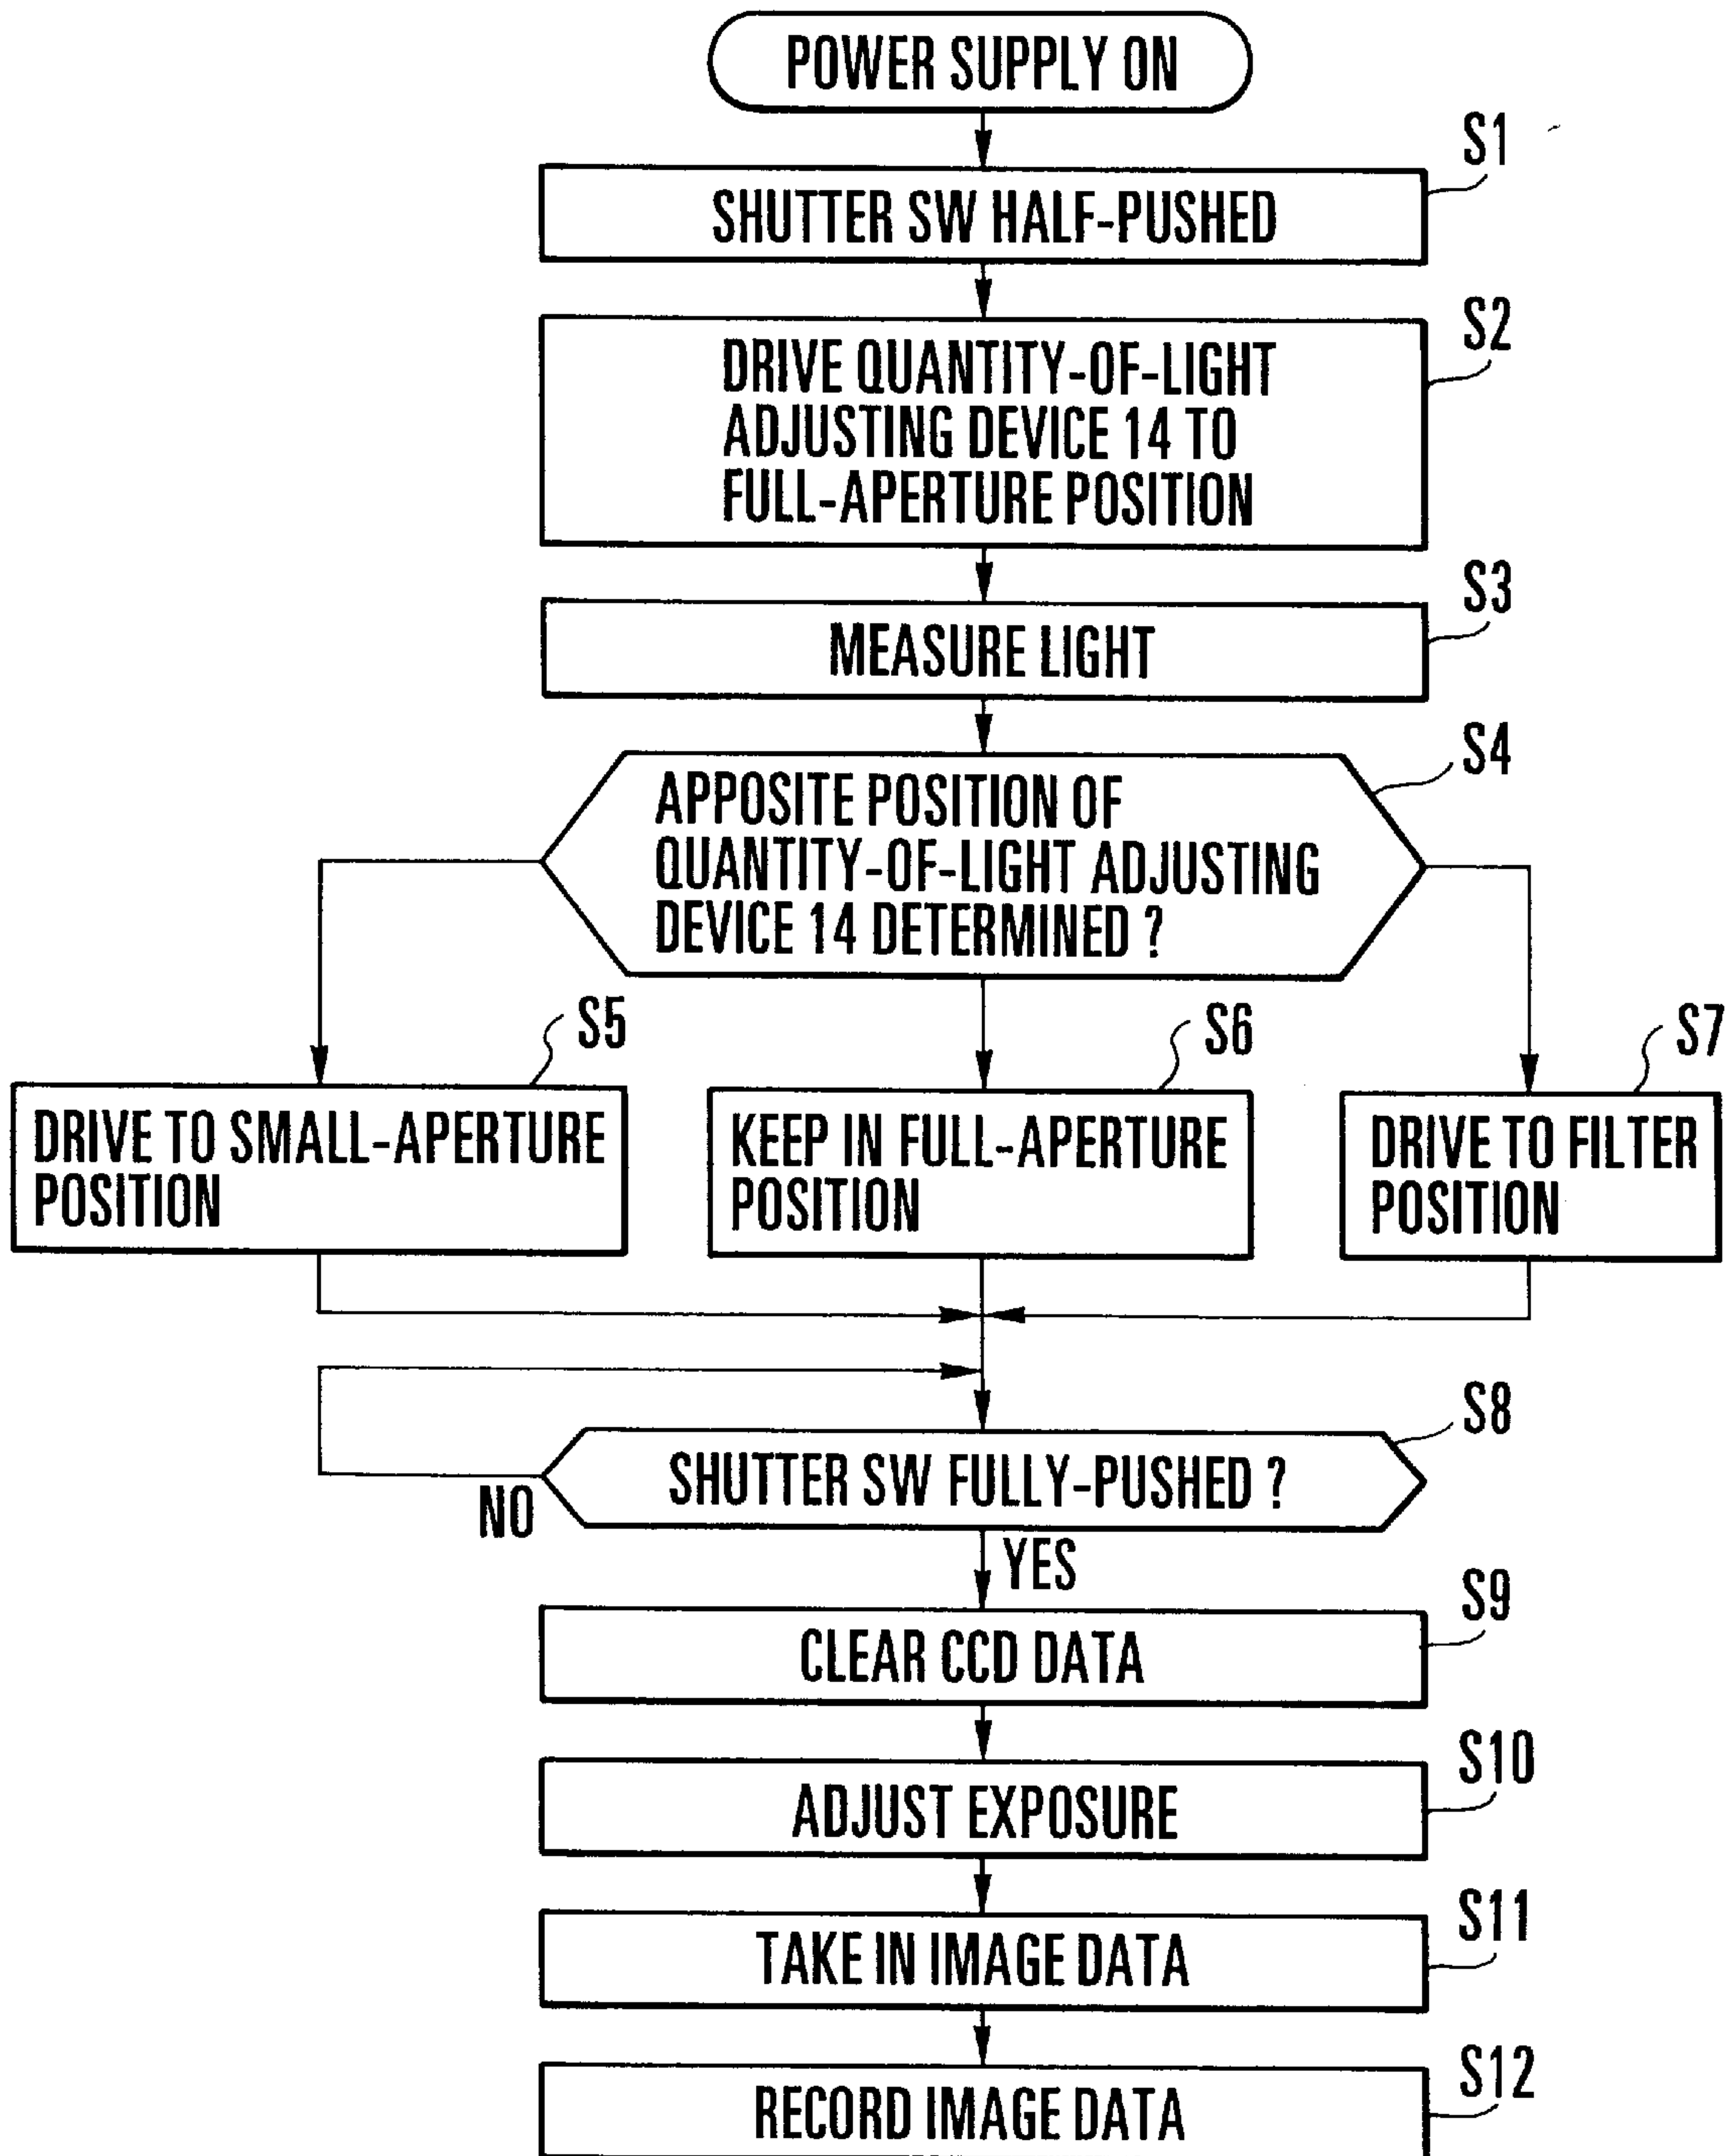 POWER SUPPLY ON
S1
SHUTTER SW HALF-PUSHED
S2
DRIVE QUANTITY-OF-LIGHT
ADJUSTING DEVICE 14 TO
FULL-APERTURE POSITION
S3
MEASURE LIGHT
S4
APPOSITE POSITION OF
QUANTITY-OF-LIGHT ADJUSTING
DEVICE 14 DETERMINED ?
S5
DRIVE TO SMALL-APERTURE
POSITION
S6
KEEP IN FULL-APERTURE
POSITION
S7
DRIVE TO FILTER
POSITION
S8
SHUTTER SW FULLY-PUSHED ?
NO
YES
S9
CLEAR CCD DATA
S10
ADJUST EXPOSURE
S11
TAKE IN IMAGE DATA
S12
RECORD IMAGE DATA